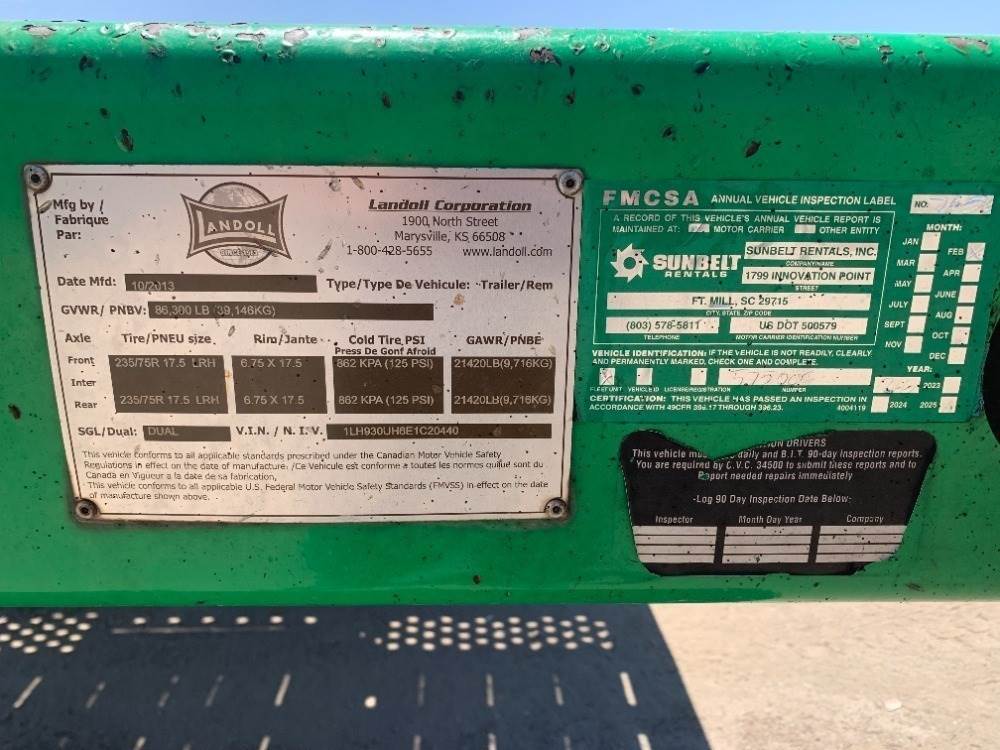 Mfg by /
Fabrique
Par:
LANDOLL
SINCE 1963
Landoll Corporation
1900 North Street
Marysville, KS 66508
1-800-428-5655 www.landoll.com
Date Mfd: 10/2013 Type/Type De Vehicule: Trailer/Rem
GVWR/ PNBV: 86,300 LB (39,146KG)
Axle Tire/PNEU size Rim/Jante Cold Tire PSI GAWR/PNBE
Press De Gonf Afroid
Front 235/75R 17.5 LRH 6.75 X 17.5 862 KPA (125 PSI) 21420LB(9,716KG)
Inter
Rear 235/75R 17.5 LRH 6.75 X 17.5 862 KPA (125 PSI) 21420LB(9,716KG)
SGL/Dual: DUAL V.I.N. / N.I.V. 1LH930UH6E1C20440
This vehicle conforms to all applicable standards prescribed under the Canadian Motor Vehicle Safety
Regulations in effect on the date of manufacture. /Ce Vehicule est conforme a toutes les normes qui lui sont du
Canada en Vigueur a la date de sa fabrication,
This vehicle conforms to all applicable U.S. Federal Motor Vehicle Safety Standards (FMVSS) in effect on the date
of manufacture shown above.
FMCSA ANNUAL VEHICLE INSPECTION LABEL
NO.
A RECORD OF THIS VEHICLE'S ANNUAL VEHICLE REPORT IS
MAINTAINED AT: MOTOR CARRIER OTHER ENTITY
SUNBELT
RENTALS
SUNBELT RENTALS, INC.
COMPANY NAME
1799 INNOVATION POINT
STREET
FT. MILL, SC 29715
CITY, STATE, ZIP CODE
(803) 578-5811 US DOT 500579
TELEPHONE MOTOR CARRIER IDENTIFICATION NUMBER
MONTH:
JAN FEB
MAR APR
MAY JUNE
JULY AUG
SEPT OCT
NOV DEC
VEHICLE IDENTIFICATION: IF THE VEHICLE IS NOT READILY, CLEARLY
AND PERMANENTLY MARKED, CHECK ONE AND COMPLETE.
FLEET UNIT VEHICLE ID LICENSE/REGISTRATION NUMBER
YEAR:
2023
2024 2025
CERTIFICATION: THIS VEHICLE HAS PASSED AN INSPECTION IN
ACCORDANCE WITH 49CFR 396.17 THROUGH 396.23. 4004119
DRIVERS
This vehicle daily and B.I.T. 90-day inspection reports.
You are required by C.V.C. 34500 to submit these reports and to
Report needed repairs immediately
-Log 90 Day Inspection Date Below:
Inspector Month Day Year Company